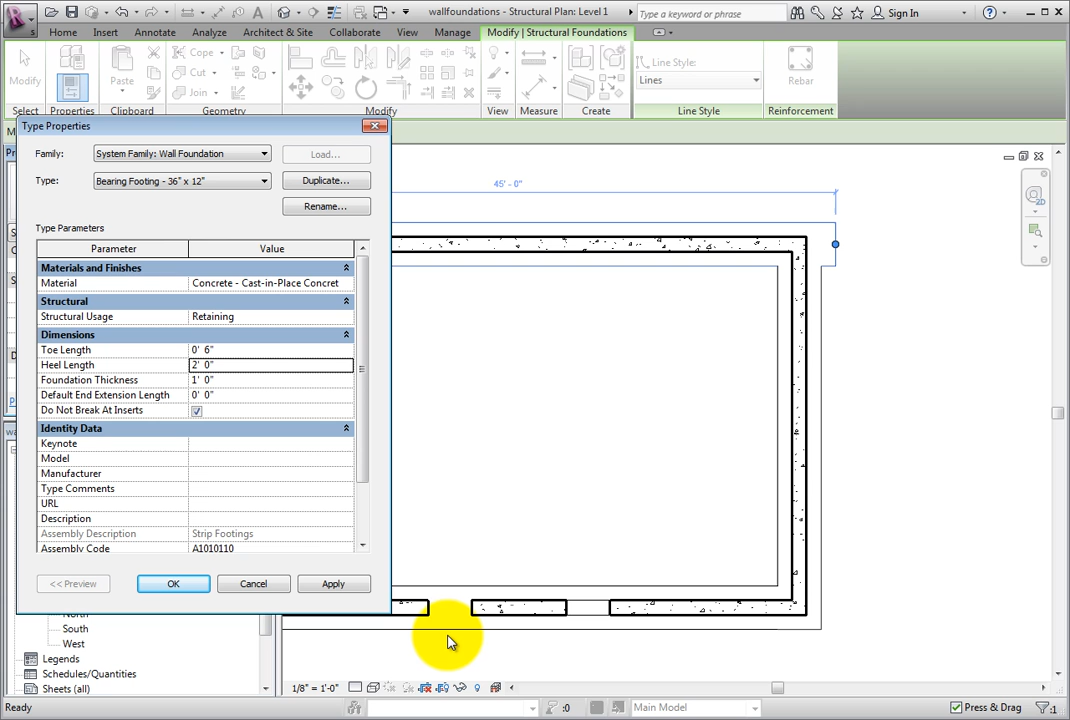 wallfoundations - Structural Plan: Level 1
Type a keyword or phrase
Sign In
Home
Insert
Annotate
Analyze
Architect & Site
Collaborate
View
Manage
Modify | Structural Foundations
Modify
Paste
Cope
Cut
Join
Line Style:
Lines
Rebar
Select
Properties
Clipboard
Geometry
Modify
View
Measure
Create
Line Style
Reinforcement
Type Properties
Family:
System Family: Wall Foundation
Load...
Type:
Bearing Footing - 36" x 12"
Duplicate...
Rename...
Type Parameters
Parameter
Value
Materials and Finishes
Material
Concrete - Cast-in-Place Concret
Structural
Structural Usage
Retaining
Dimensions
Toe Length
0' 6"
Heel Length
2' 0"
Foundation Thickness
1' 0"
Default End Extension Length
0' 0"
Do Not Break At Inserts
Identity Data
Keynote
Model
Manufacturer
Type Comments
URL
Description
Assembly Description
Strip Footings
Assembly Code
A1010110
<< Preview
OK
Cancel
Apply
45' - 0"
2D
North
South
West
Legends
Schedules/Quantities
Sheets (all)
1/8" = 1'-0"
Ready
:0
Main Model
Press & Drag
:1